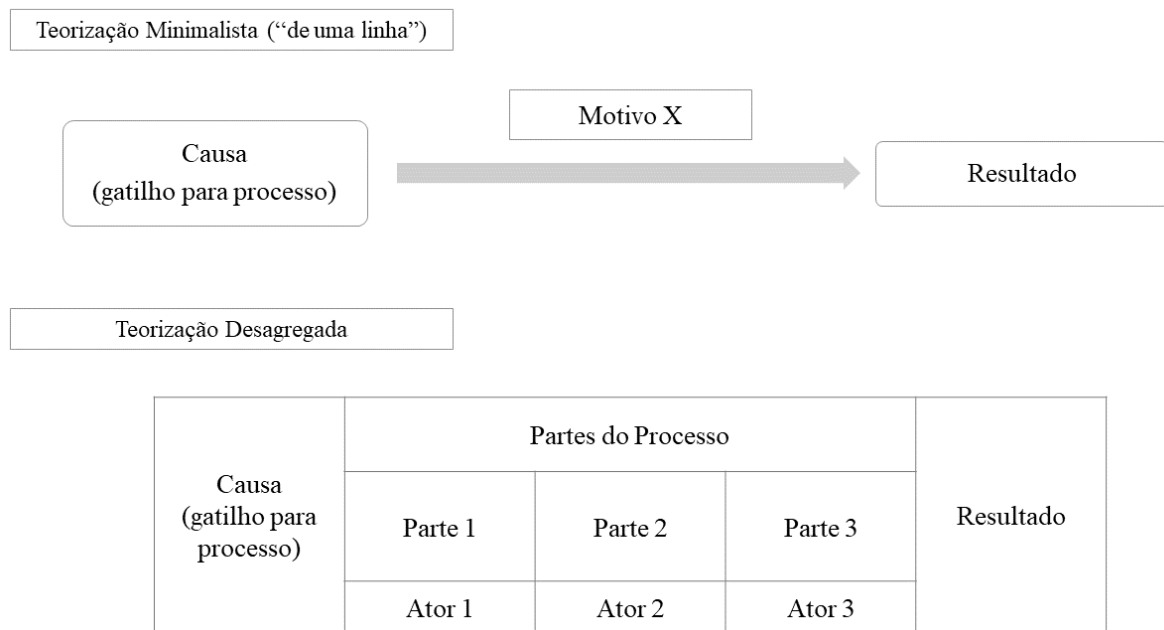 Teorização Minimalista (“de uma linha”)
Motivo X
Causa
(gatilho para processo)
Resultado
Teorização Desagregada
Causa
(gatilho para
processo)
Partes do Processo
Parte 1
Parte 2
Parte 3
Ator 1
Ator 2
Ator 3
Resultado